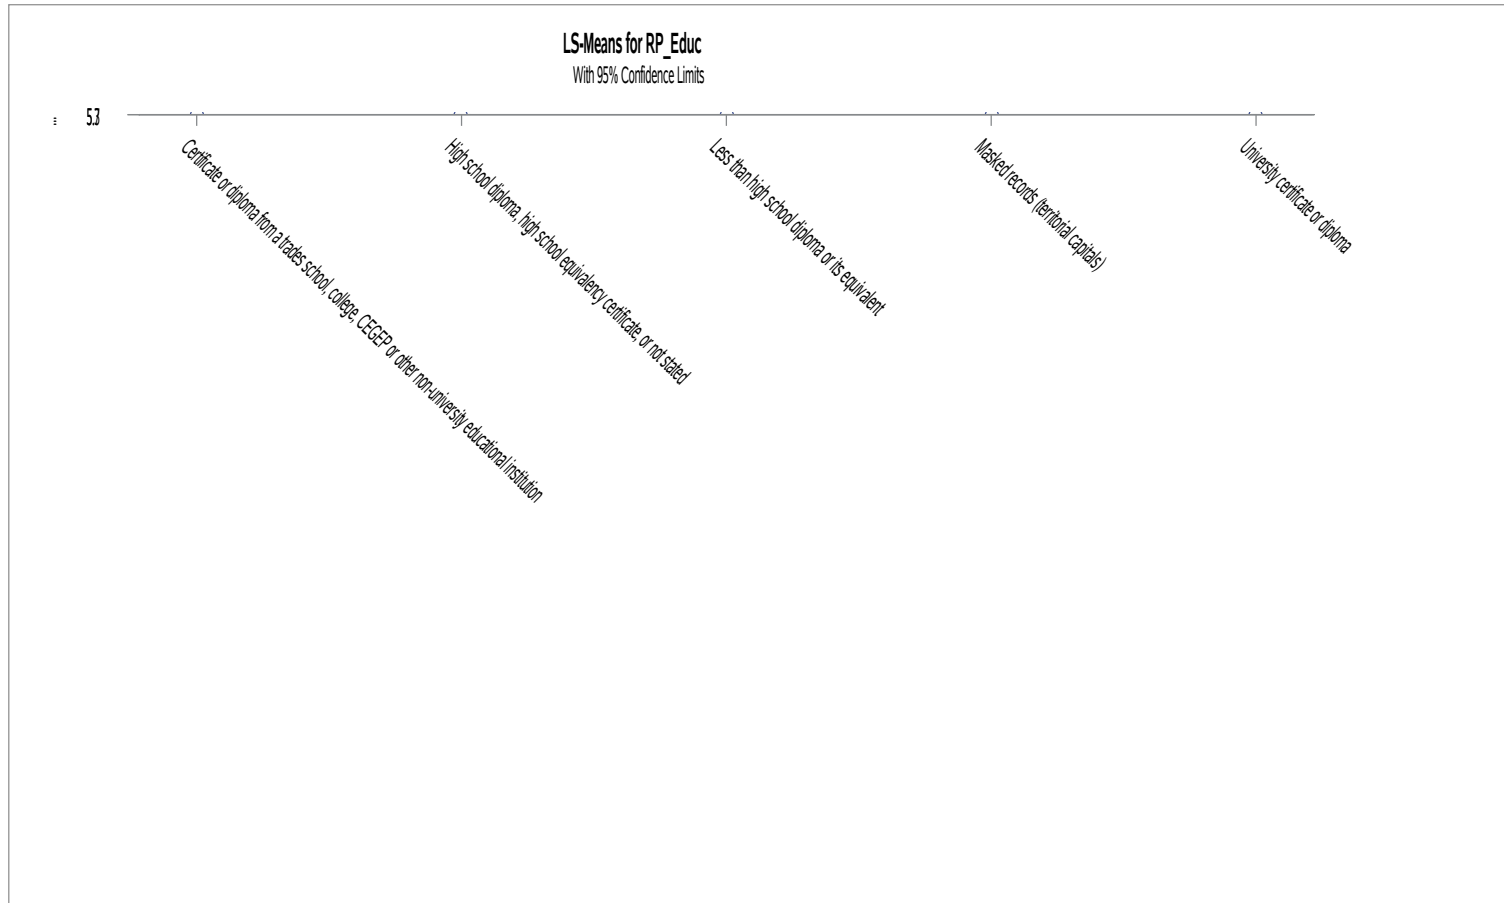 LS-Means for RP_Educ
With 95% Confidence Limits
Certificate or diploma from a trades school, college, CEGEP or other non-university educational institution
High school diploma, high school equivalency certificate, or not stated
Less than high school diploma or its equivalent
Masked records (territorial capitals)
University certificate or diploma